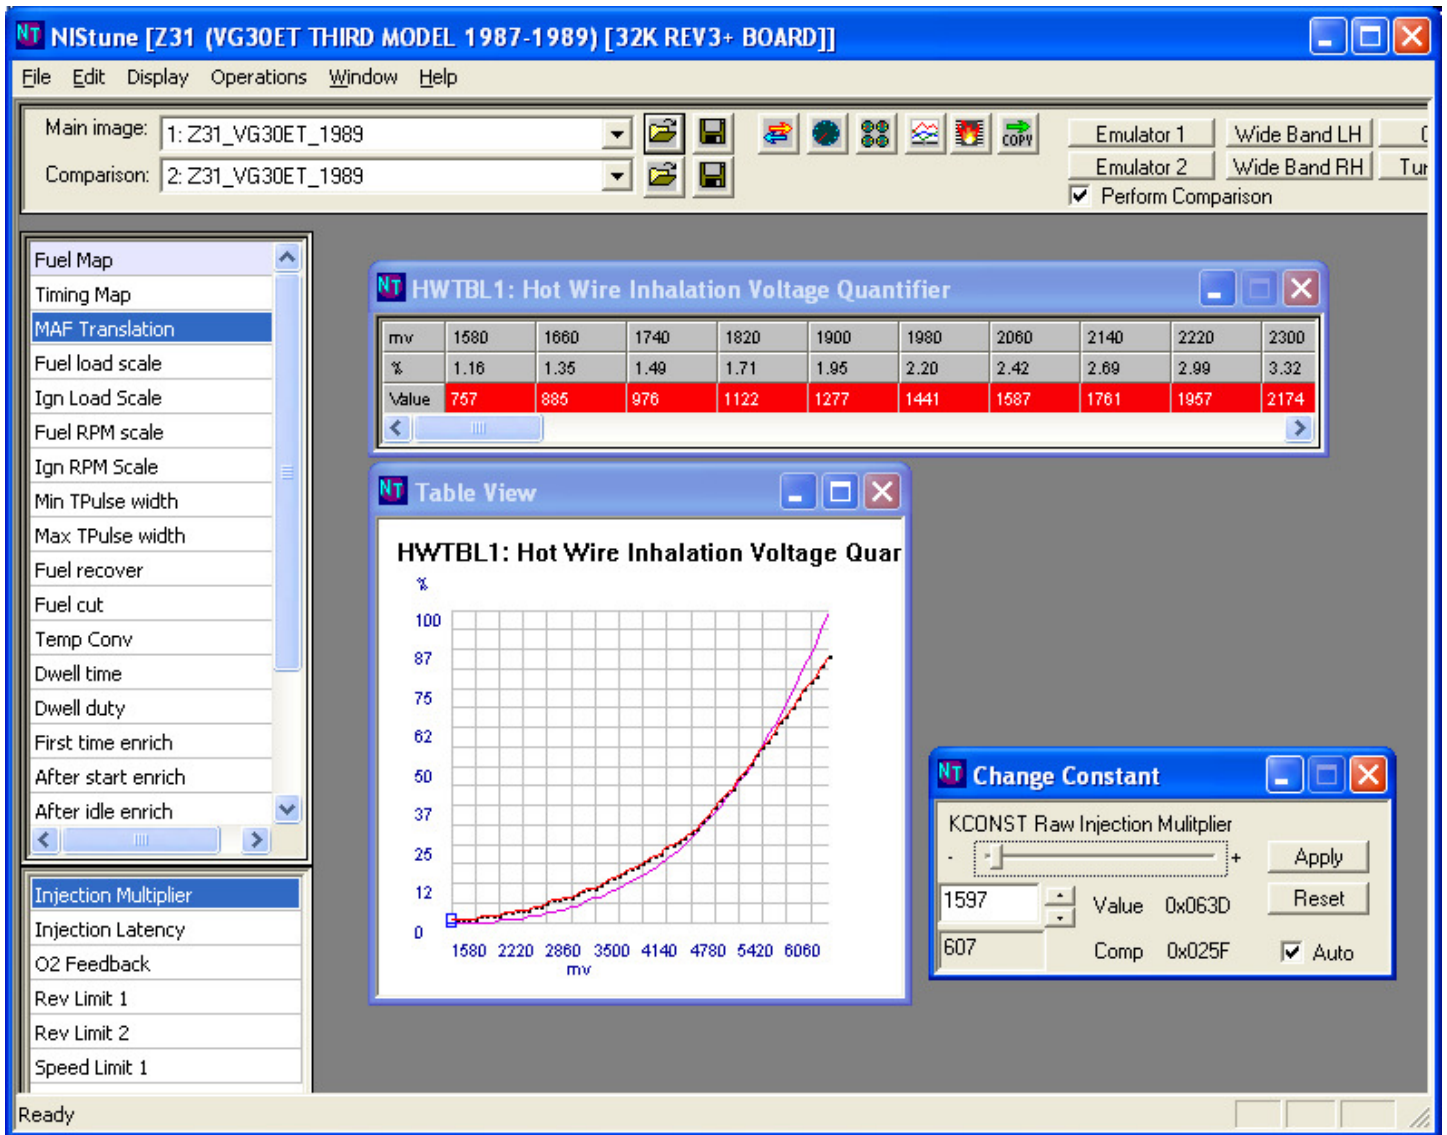 NIStune [Z31 (VG30ET THIRD MODEL 1987-1989) [32K REV3+ BOARD]]
File Edit Display Operations Window Help
Main image: 1: Z31_VG30ET_1989
Comparison: 2: Z31_VG30ET_1989
COPY
Emulator 1 Wide Band LH
Emulator 2 Wide Band RH Tur
Perform Comparison
Fuel Map
Timing Map
MAF Translation
Fuel load scale
Ign Load Scale
Fuel RPM scale
Ign RPM Scale
Min TPulse width
Max TPulse width
Fuel recover
Fuel cut
Temp Conv
Dwell time
Dwell duty
First time enrich
After start enrich
After idle enrich
Injection Multiplier
Injection Latency
O2 Feedback
Rev Limit 1
Rev Limit 2
Speed Limit 1
NT HWTBL1: Hot Wire Inhalation Voltage Quantifier
mv 1580 1660 1740 1820 1900 1980 2060 2140 2220 2300
% 1.16 1.35 1.49 1.71 1.95 2.20 2.42 2.69 2.99 3.32
Value 757 885 976 1122 1277 1441 1587 1761 1957 2174
NT Table View
HWTBL1: Hot Wire Inhalation Voltage Quar
%
100
87
75
62
50
37
25
12
0
1580 2220 2860 3500 4140 4780 5420 6060
mv
NT Change Constant
KCONST Raw Injection Mulitplier
- + Apply
1597 Value 0x063D Reset
607 Comp 0x025F Auto
Ready